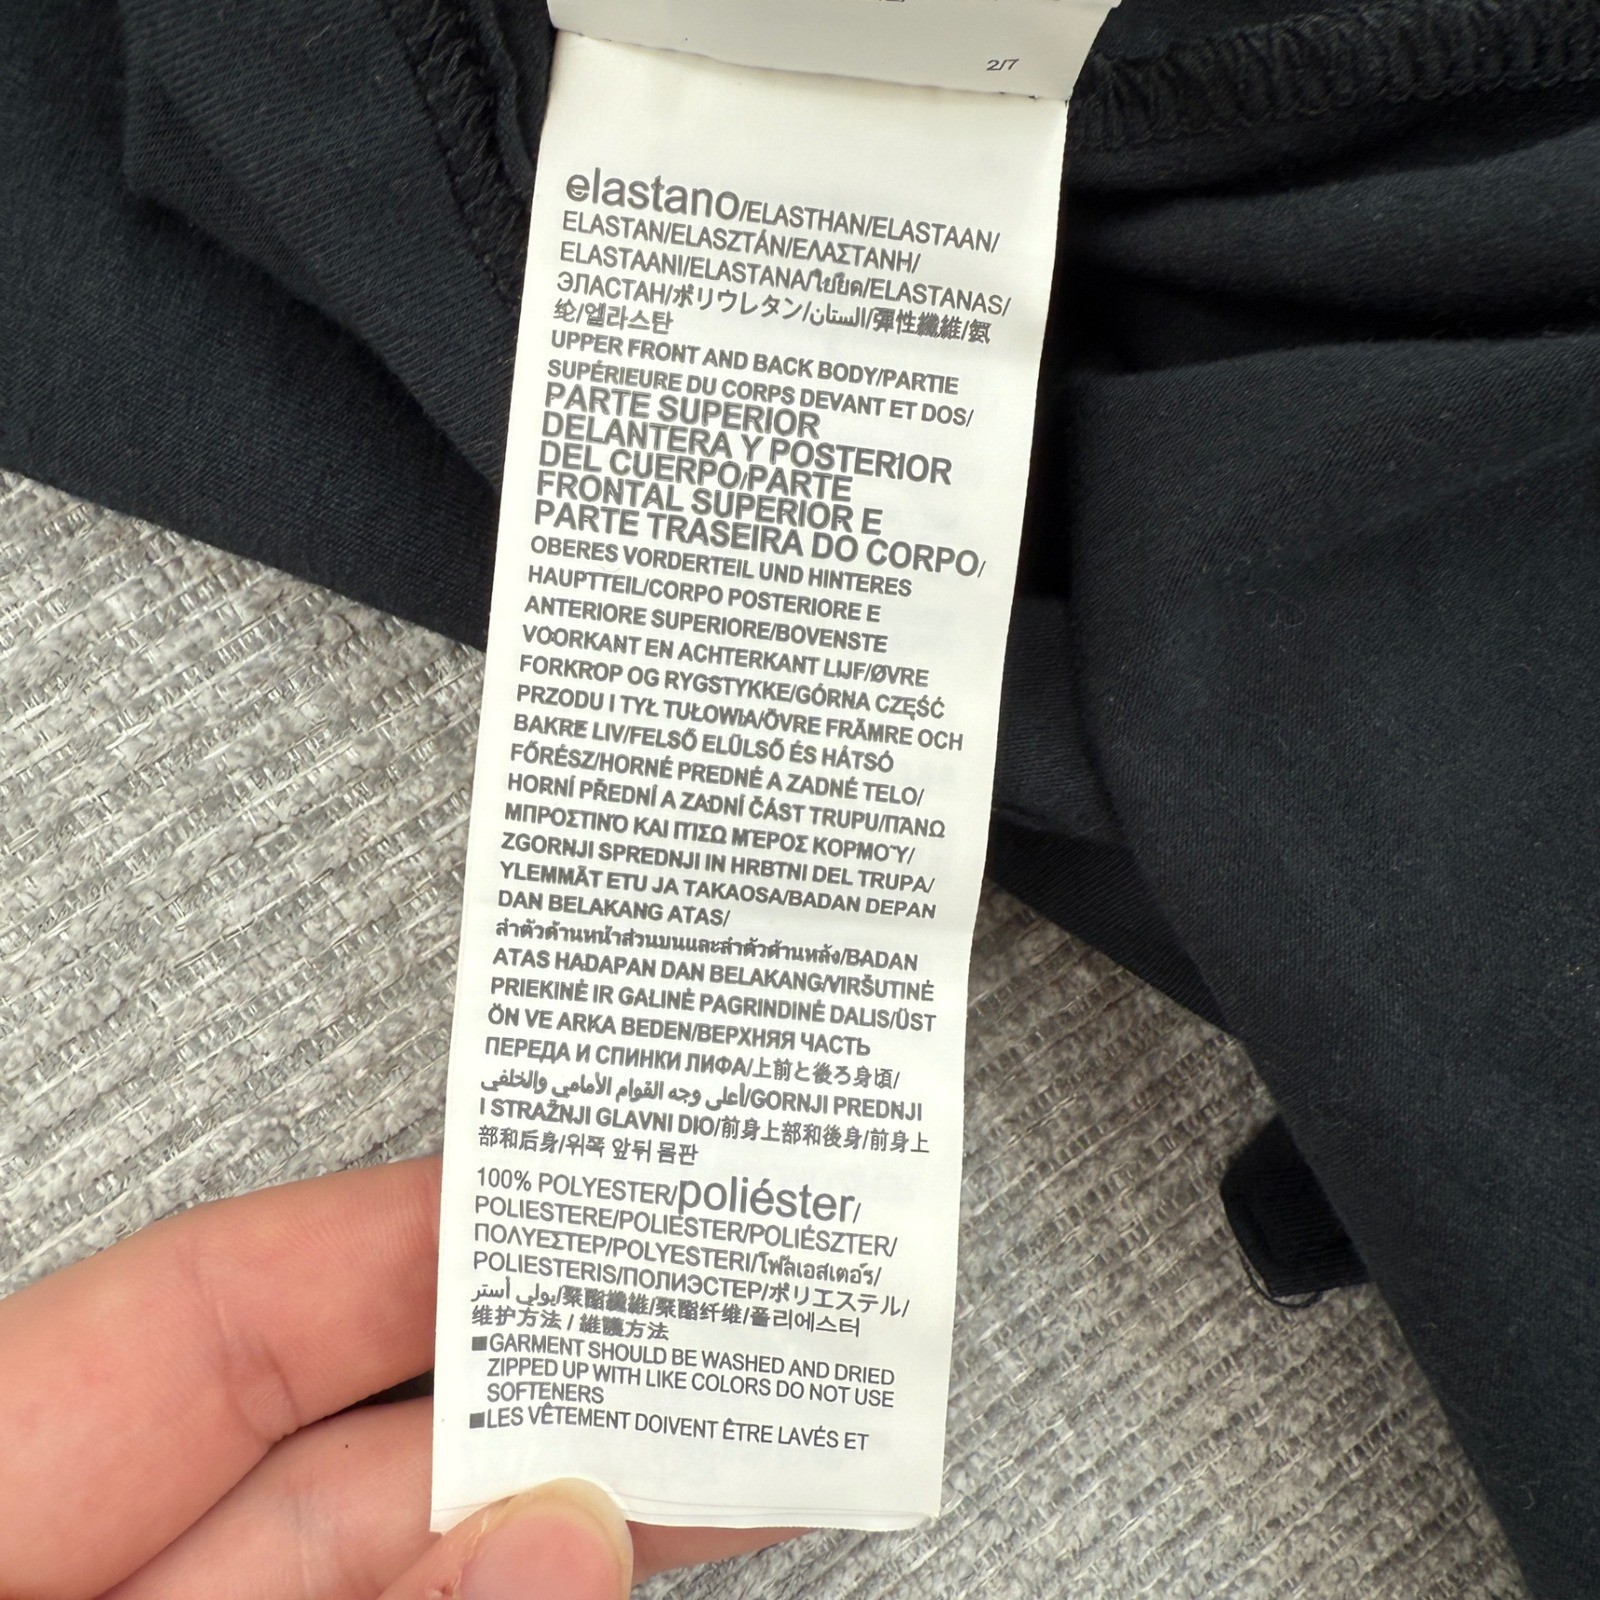 2/7
elastano/ELASTHAN/ELASTAAN/
ELASTAN/ELASZTÁN/ΕΛΑΣΤΑΝΗ/
ELASTAANI/ELASTANA/ใยยืด/ELASTANAS/
ЭЛАСТАН/ポリウレタン/الستان/彈性纖維/氨
纶/엘라스탄
UPPER FRONT AND BACK BODY/PARTIE
SUPÉRIEURE DU CORPS DEVANT ET DOS/
PARTE SUPERIOR
DELANTERA Y POSTERIOR
DEL CUERPO/PARTE
FRONTAL SUPERIOR E
PARTE TRASEIRA DO CORPO/
OBERES VORDERTEIL UND HINTERES
HAUPTTEIL/CORPO POSTERIORE E
ANTERIORE SUPERIORE/BOVENSTE
VOORKANT EN ACHTERKANT LIJF/ØVRE
FORKROP OG RYGSTYKKE/GÓRNA CZĘŚĆ
PRZODU I TYŁ TUŁOWIA/ÖVRE FRÄMRE OCH
BAKRE LIV/FELSŐ ELÜLSŐ ÉS HÁTSÓ
FŐRÉSZ/HORNÉ PREDNÉ A ZADNÉ TELO/
HORNÍ PŘEDNÍ A ZADNÍ ČÁST TRUPU/ΠΆΝΩ
ΜΠΡΟΣΤΙΝΌ ΚΑΙ ΠΊΣΩ ΜΈΡΟΣ ΚΟΡΜΟΎ/
ZGORNJI SPREDNJI IN HRBTNI DEL TRUPA/
YLEMMÄT ETU JA TAKAOSA/BADAN DEPAN
DAN BELAKANG ATAS/
ลำตัวด้านหน้าส่วนบนและลำตัวด้านหลัง/BADAN
ATAS HADAPAN DAN BELAKANG/VIRŠUTINĖ
PRIEKINĖ IR GALINĖ PAGRINDINĖ DALIS/ÜST
ÖN VE ARKA BEDEN/ВЕРХНЯЯ ЧАСТЬ
ПЕРЕДА И СПИНКИ ЛИФА/上前と後ろ身頃/
أعلى وجه القوام الأمامي والخلفي/GORNJI PREDNJI
I STRAŽNJI GLAVNI DIO/前身上部和後身/前身上
部和后身/위쪽 앞뒤 몸판
100% POLYESTER/poliéster/
POLIESTERE/POLIÉSTER/POLIÉSZTER/
ΠΟΛΥΕΣΤΕΡ/POLYESTERI/โพลีเอสเตอร์/
POLIESTERIS/ПОЛИЭСТЕР/ポリエステル/
بولي أستر/聚酯纖維/聚酯纤维/폴리에스터
维护方法 / 維護方法
■GARMENT SHOULD BE WASHED AND DRIED
ZIPPED UP WITH LIKE COLORS DO NOT USE
SOFTENERS
■LES VÊTEMENT DOIVENT ÊTRE LAVÉS ET